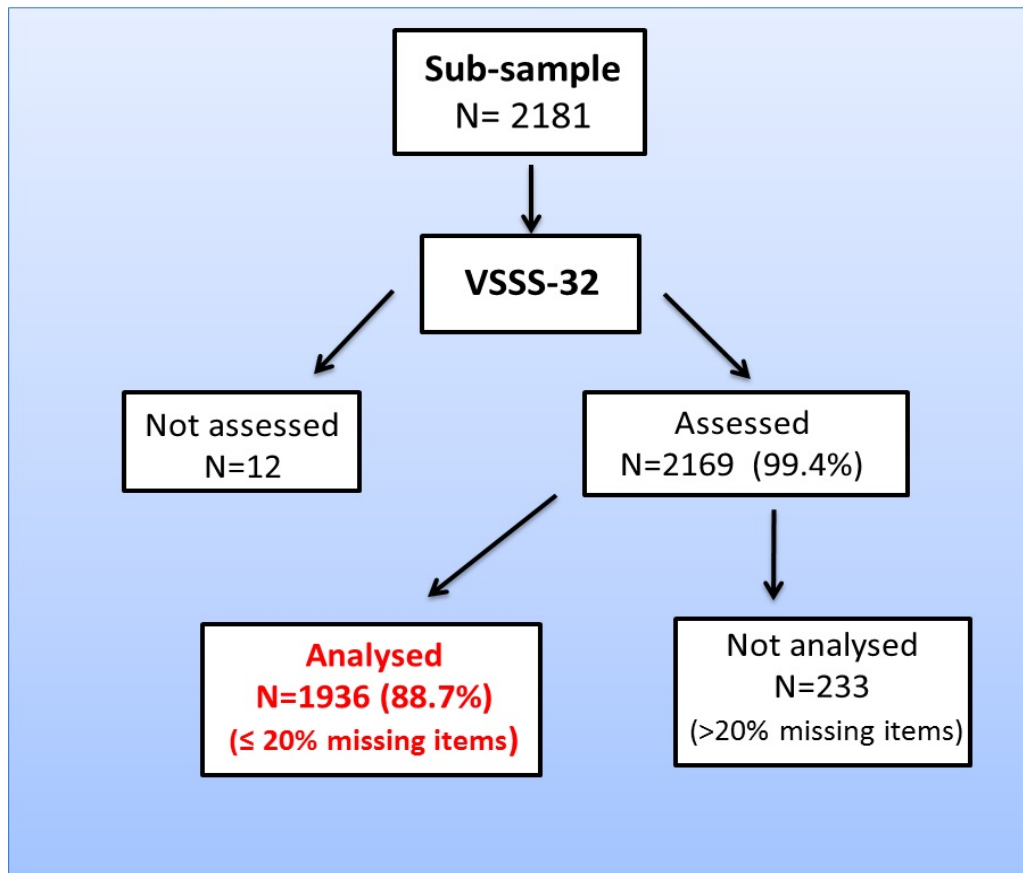 Sub-sample
N= 2181
VSSS-32
Not assessed
N=12
Assessed
N=2169 (99.4%)
Analysed
N=1936 (88.7%)
(≤ 20% missing items)
Not analysed
N=233
(>20% missing items)